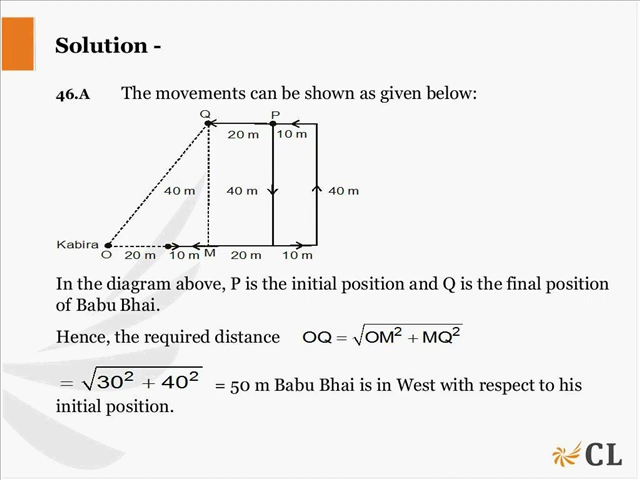 Solution -
46.A The movements can be shown as given below:
Q P
20 m 10 m
40 m 40 m 40 m
Kabira
O 20 m 10 m M 20 m 10 m
In the diagram above, P is the initial position and Q is the final position
of Babu Bhai.
Hence, the required distance OQ = √OM² + MQ²
= √30² + 40² = 50 m Babu Bhai is in West with respect to his
initial position.
CL